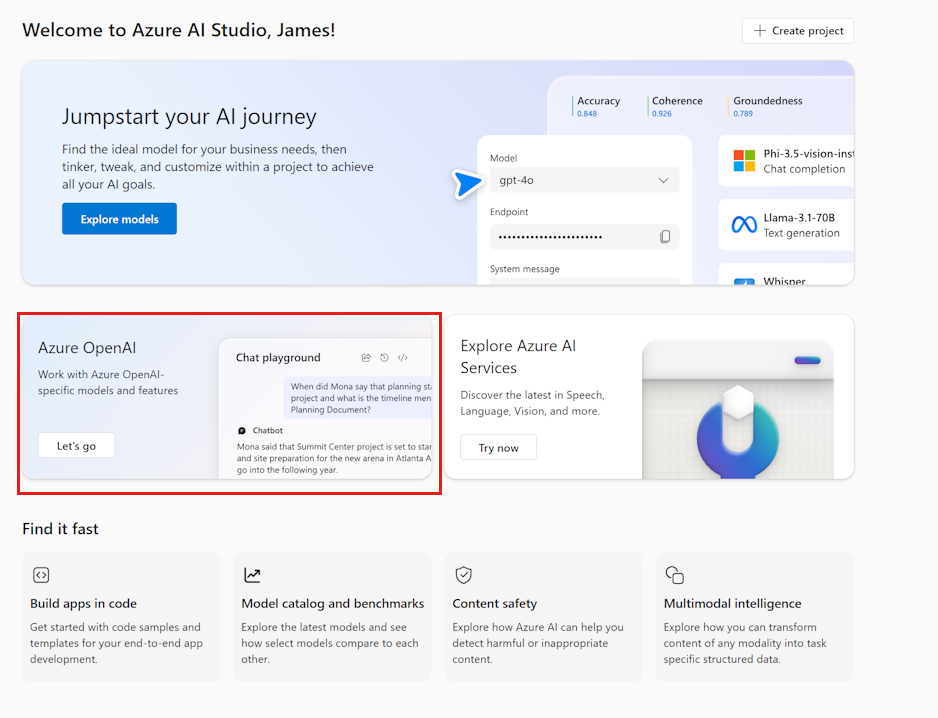 Welcome to Azure AI Studio, James!
Create project
Jumpstart your AI journey
Find the ideal model for your business needs, then
tinker, tweak, and customize within a project to achieve
all your AI goals.
Explore models
Accuracy
0.848
Coherence
0.926
Groundedness
0.789
Model
gpt-4o
Endpoint
••••••••••••••••••••••••
System message
Phi-3.5-vision-inst
Chat completion
Llama-3.1-70B
Text generation
Whisper
Azure OpenAI
Work with Azure OpenAI-
specific models and features
Let's go
Chat playground
When did Mona say that planning sta
project and what is the timeline men
Planning Document?
Chatbot
Mona said that Summit Center project is set to star
and site preparation for the new arena in Atlanta A
go into the following year.
Explore Azure AI
Services
Discover the latest in Speech,
Language, Vision, and more.
Try now
Find it fast
Build apps in code
Get started with code samples and
templates for your end-to-end app
development.
Model catalog and benchmarks
Explore the latest models and see
how select models compare to each
other.
Content safety
Explore how Azure AI can help you
detect harmful or inappropriate
content.
Multimodal intelligence
Explore how you can transform
content of any modality into task
specific structured data.